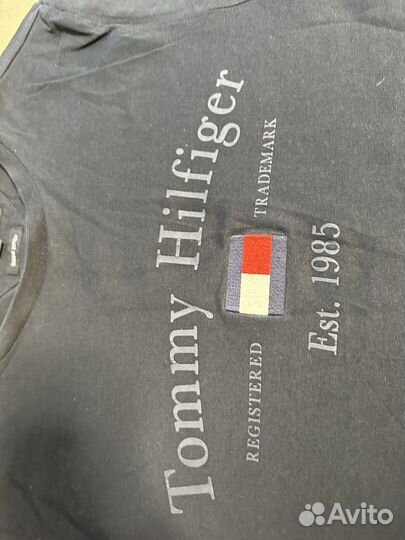 Tommy Hilfiger
REGISTERED TRADEMARK
Est. 1985
Avito